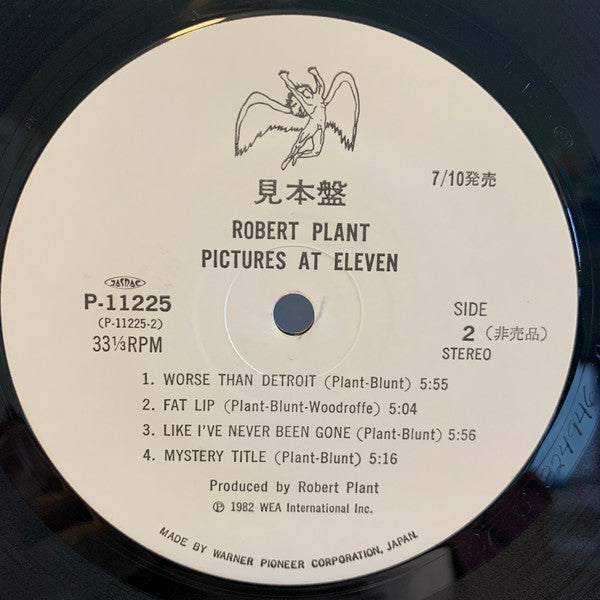 見本盤
7/10発売
ROBERT PLANT
PICTURES AT ELEVEN
JASRAC
P-11225
(P-11225-2)
33⅓RPM
SIDE
2 (非売品)
STEREO
1. WORSE THAN DETROIT (Plant-Blunt) 5:55
2. FAT LIP (Plant-Blunt-Woodroffe) 5:04
3. LIKE I'VE NEVER BEEN GONE (Plant-Blunt) 5:56
4. MYSTERY TITLE (Plant-Blunt) 5:16
Produced by Robert Plant
Ⓟ 1982 WEA International Inc.
MADE BY WARNER PIONEER CORPORATION, JAPAN.